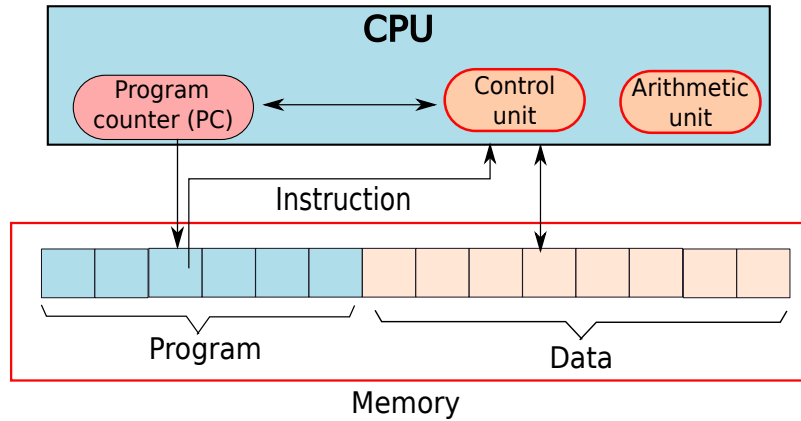 CPU
Program
counter (PC)
Control
unit
Arithmetic
unit
Instruction
Program
Data
Memory